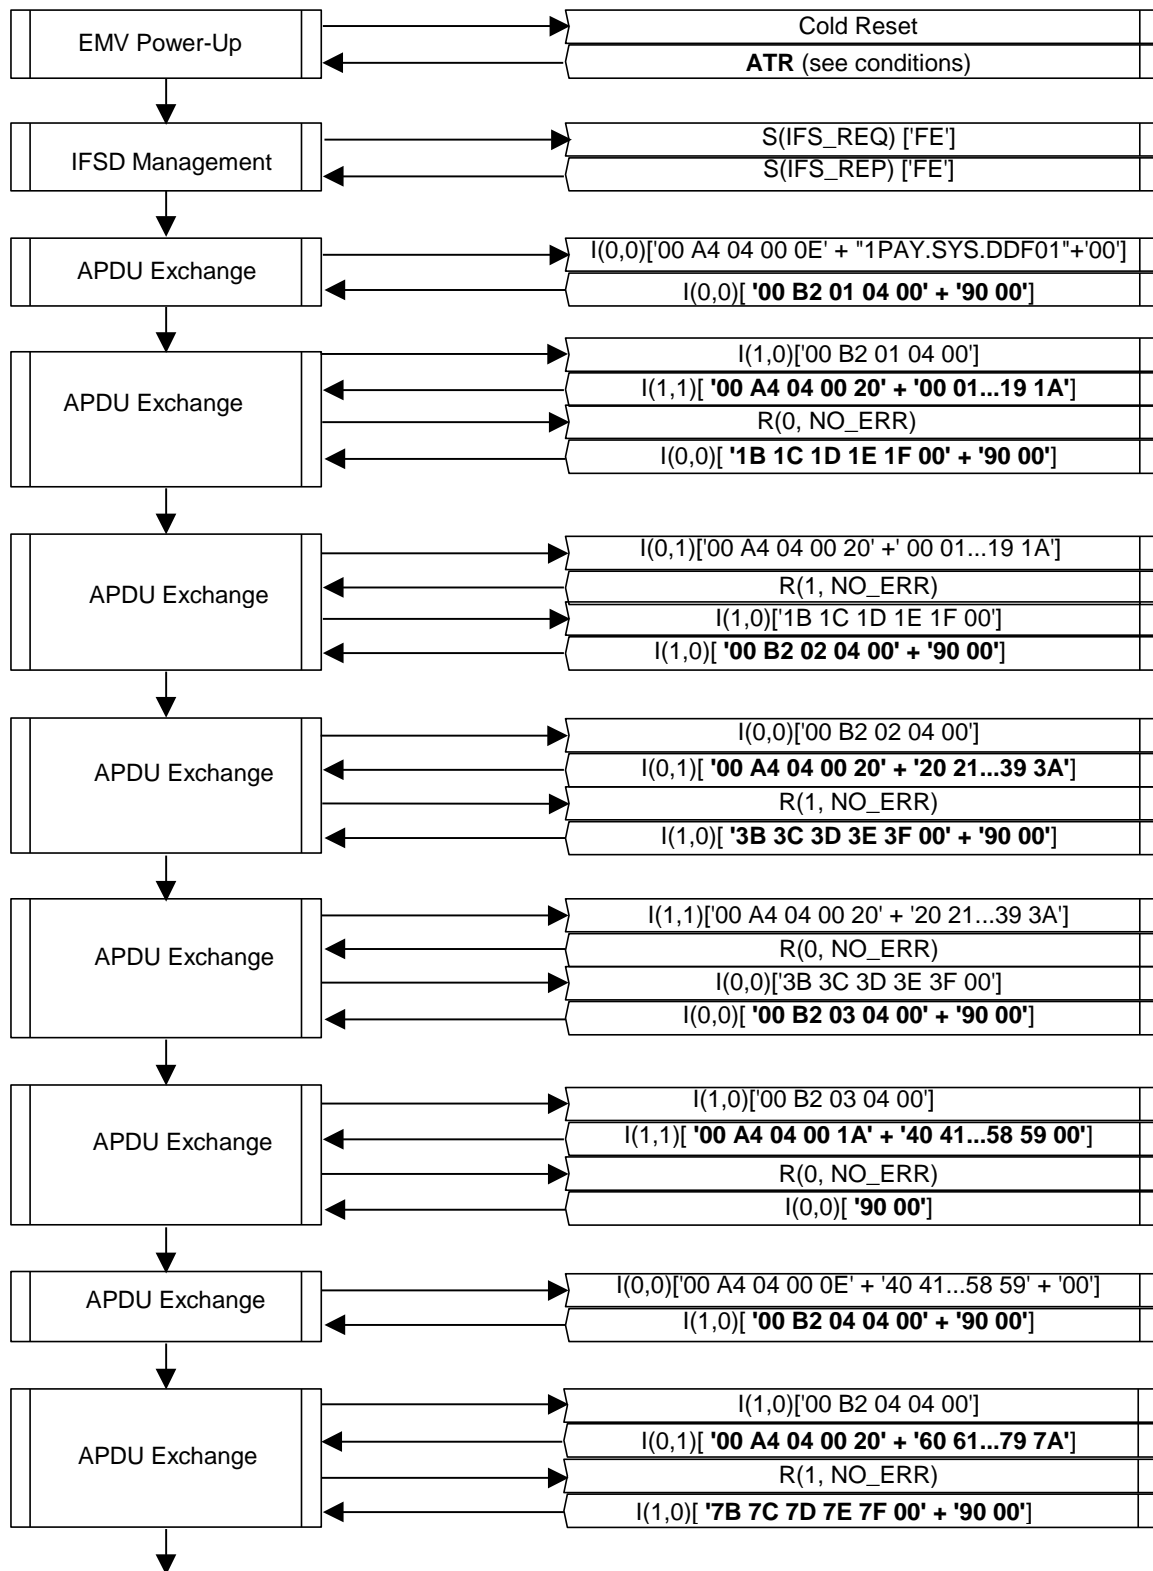 EMV Power-Up
Cold Reset
ATR (see conditions)
IFSD Management
S(IFS_REQ) ['FE']
S(IFS_REP) ['FE']
APDU Exchange
I(0,0)['00 A4 04 00 0E' + "1PAY.SYS.DDF01"+'00']
I(0,0)[ '00 B2 01 04 00' + '90 00']
APDU Exchange
I(1,0)['00 B2 01 04 00']
I(1,1)[ '00 A4 04 00 20' + '00 01...19 1A']
R(0, NO_ERR)
I(0,0)[ '1B 1C 1D 1E 1F 00' + '90 00']
APDU Exchange
I(0,1)['00 A4 04 00 20' +' 00 01...19 1A']
R(1, NO_ERR)
I(1,0)['1B 1C 1D 1E 1F 00']
I(1,0)[ '00 B2 02 04 00' + '90 00']
APDU Exchange
I(0,0)['00 B2 02 04 00']
I(0,1)[ '00 A4 04 00 20' + '20 21...39 3A']
R(1, NO_ERR)
I(1,0)[ '3B 3C 3D 3E 3F 00' + '90 00']
APDU Exchange
I(1,1)['00 A4 04 00 20' + '20 21...39 3A']
R(0, NO_ERR)
I(0,0)['3B 3C 3D 3E 3F 00']
I(0,0)[ '00 B2 03 04 00' + '90 00']
APDU Exchange
I(1,0)['00 B2 03 04 00']
I(1,1)[ '00 A4 04 00 1A' + '40 41...58 59 00']
R(0, NO_ERR)
I(0,0)[ '90 00']
APDU Exchange
I(0,0)['00 A4 04 00 0E' + '40 41...58 59' + '00']
I(1,0)[ '00 B2 04 04 00' + '90 00']
APDU Exchange
I(1,0)['00 B2 04 04 00']
I(0,1)[ '00 A4 04 00 20' + '60 61...79 7A']
R(1, NO_ERR)
I(1,0)[ '7B 7C 7D 7E 7F 00' + '90 00']